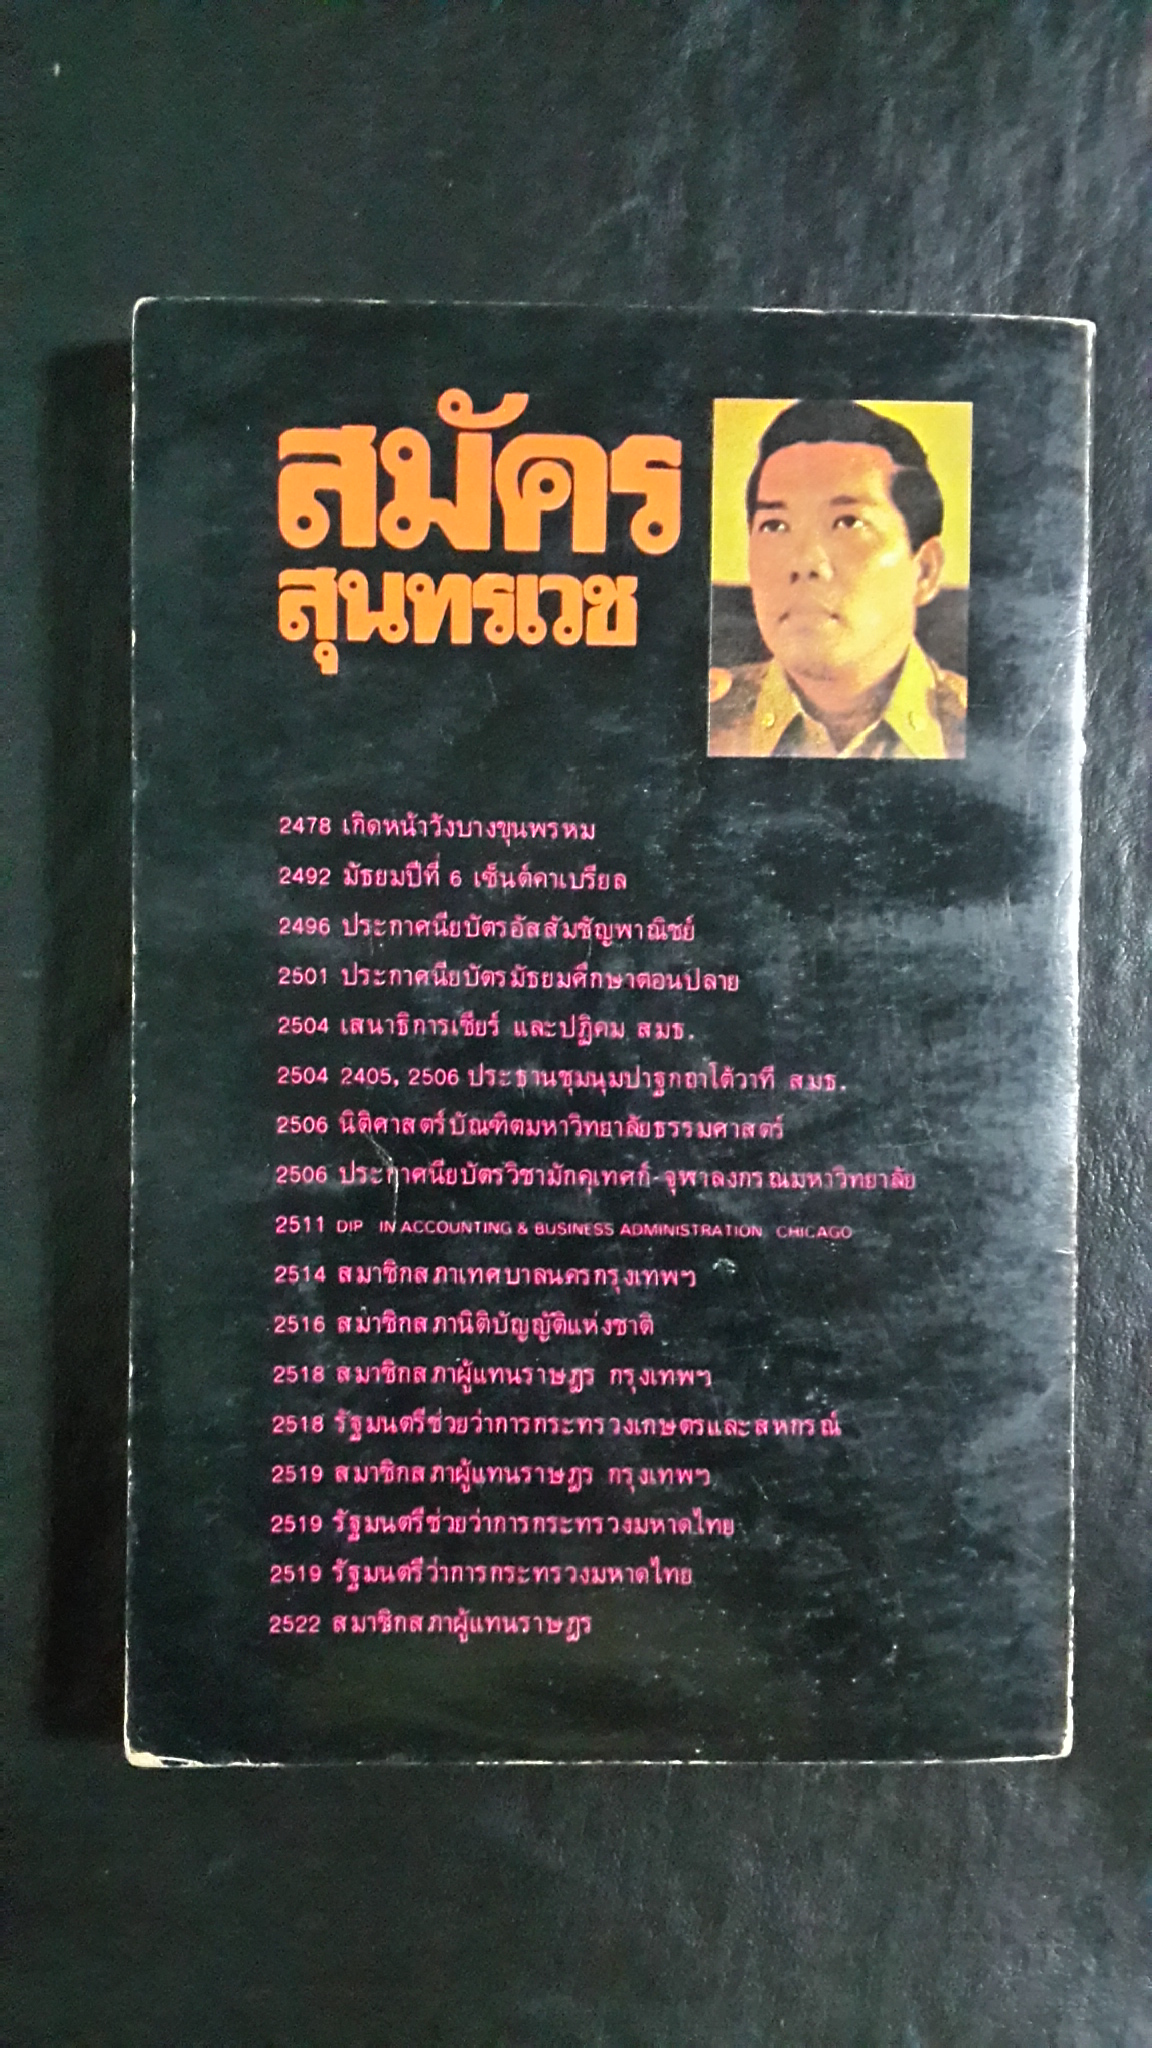 สมัคร
สุนทรเวช
2478 เกิดหน้าวังบางขุนพรหม
2492 มัธยมปีที่ 6 เซ็นต์คาเบรียล
2496 ประกาศนียบัตรอัสสัมชัญพาณิชย์
2501 ประกาศนียบัตรมัธยมศึกษาตอนปลาย
2504 เสนาธิการเชียร์ และปฏิคม สมธ.
2504 2405, 2506 ประธานชุมนุมปาฐกถาโต้วาที สมธ.
2506 นิติศาสตร์บัณฑิตมหาวิทยาลัยธรรมศาสตร์
2506 ประกาศนียบัตรวิชามัคคุเทศก์-จุฬาลงกรณมหาวิทยาลัย
2511 DIP IN ACCOUNTING & BUSINESS ADMINISTRATION CHICAGO
2514 สมาชิกสภาเทศบาลนครกรุงเทพฯ
2516 สมาชิกสภานิติบัญญัติแห่งชาติ
2518 สมาชิกสภาผู้แทนราษฎร กรุงเทพฯ
2518 รัฐมนตรีช่วยว่าการกระทรวงเกษตรและสหกรณ์
2519 สมาชิกสภาผู้แทนราษฎร กรุงเทพฯ
2519 รัฐมนตรีช่วยว่าการกระทรวงมหาดไทย
2519 รัฐมนตรีว่าการกระทรวงมหาดไทย
2522 สมาชิกสภาผู้แทนราษฎร